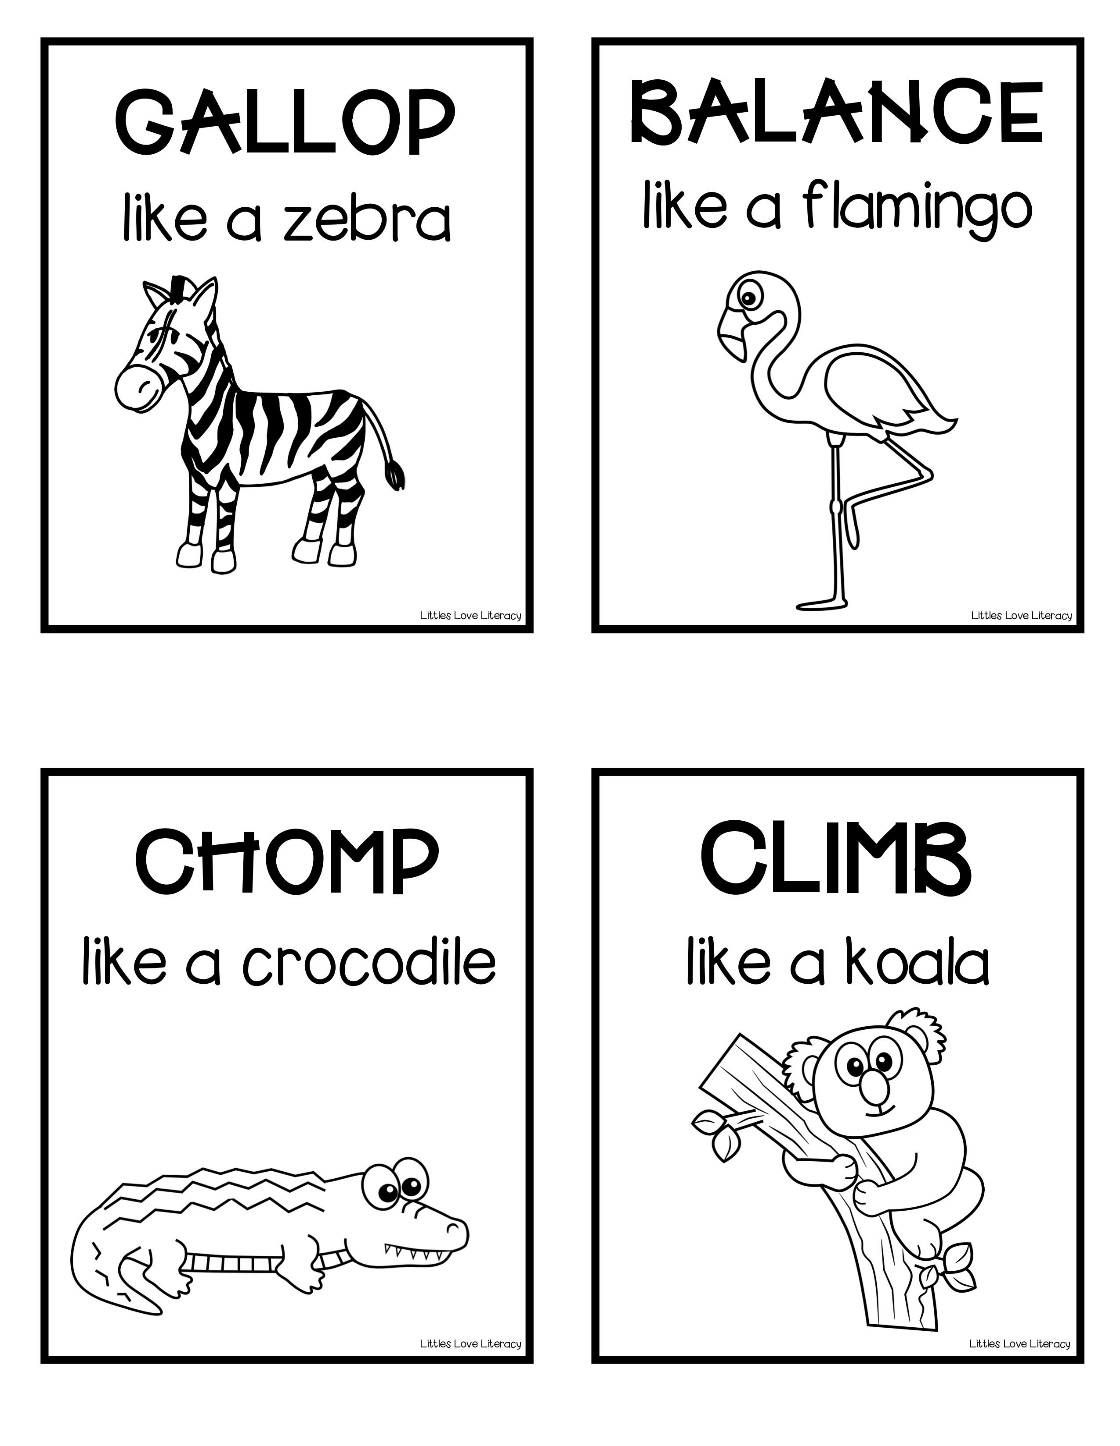 GALLOP
like a zebra
Littles Love Literacy
BALANCE
like a flamingo
Littles Love Literacy
CHOMP
like a crocodile
Littles Love Literacy
CLIMB
like a koala
Littles Love Literacy